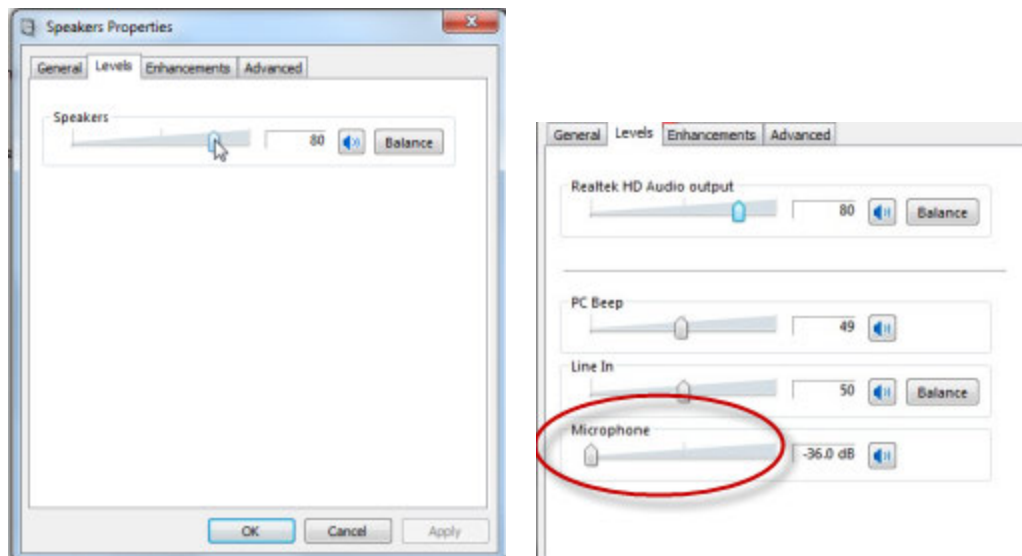 Speakers Properties
General Levels Enhancements Advanced
Speakers
80 Balance
OK Cancel Apply
General Levels Enhancements Advanced
Realtek HD Audio output
80 Balance
PC Beep
49
Line In
50 Balance
Microphone
-36.0 dB